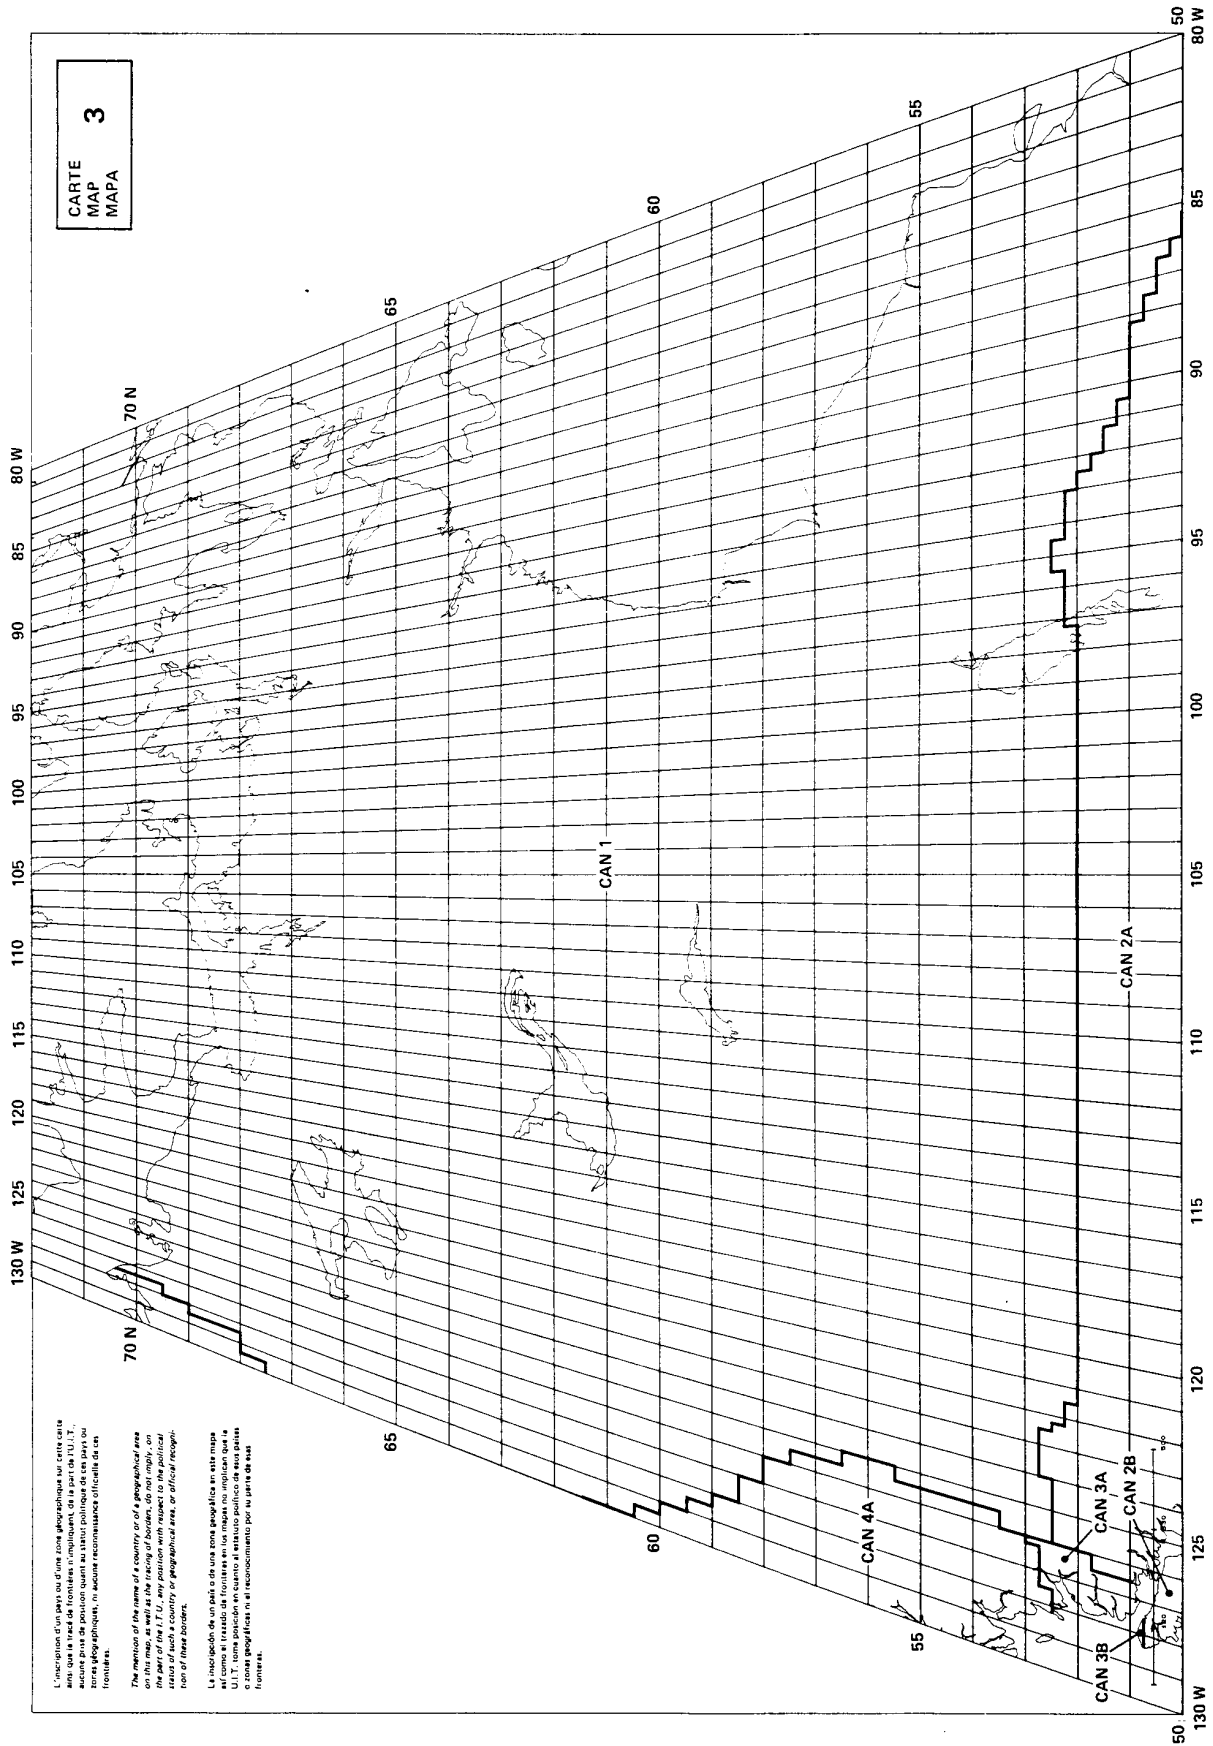 CARTE
MAP 3
MAPA
L'inscription d'un pays ou d'une zone géographique sur cette carte
ainsi que le tracé de frontières n'impliquent, de la part de l'U.I.T.,
aucune prise de position quant au statut politique de ces pays ou
zones géographiques, ni aucune reconnaissance officielle de ces
frontières.
The mention of the name of a country or of a geographical area
on this map, as well as the tracing of borders, do not imply, on
the part of the I.T.U., any position with respect to the political
status of such a country or geographical area, or official recogni-
tion of these borders.
La inscripción de un país o de una zona geográfica en este mapa
así como el trazado de fronteras en los mapas no implican que la
U.I.T. tome posición en cuanto al estatuto político de esos países
o zonas geográficas ni el reconocimiento por su parte de esas
fronteras.
130 W 125 120 115 110 105 100 95 90 85 80 W
70 N
70 N
65
65
60
60
55
55
50
50
CAN 1
CAN 4A
CAN 2A
CAN 3A
CAN 2B
CAN 3B
130 W 125 120 115 110 105 100 95 90 85 80 W